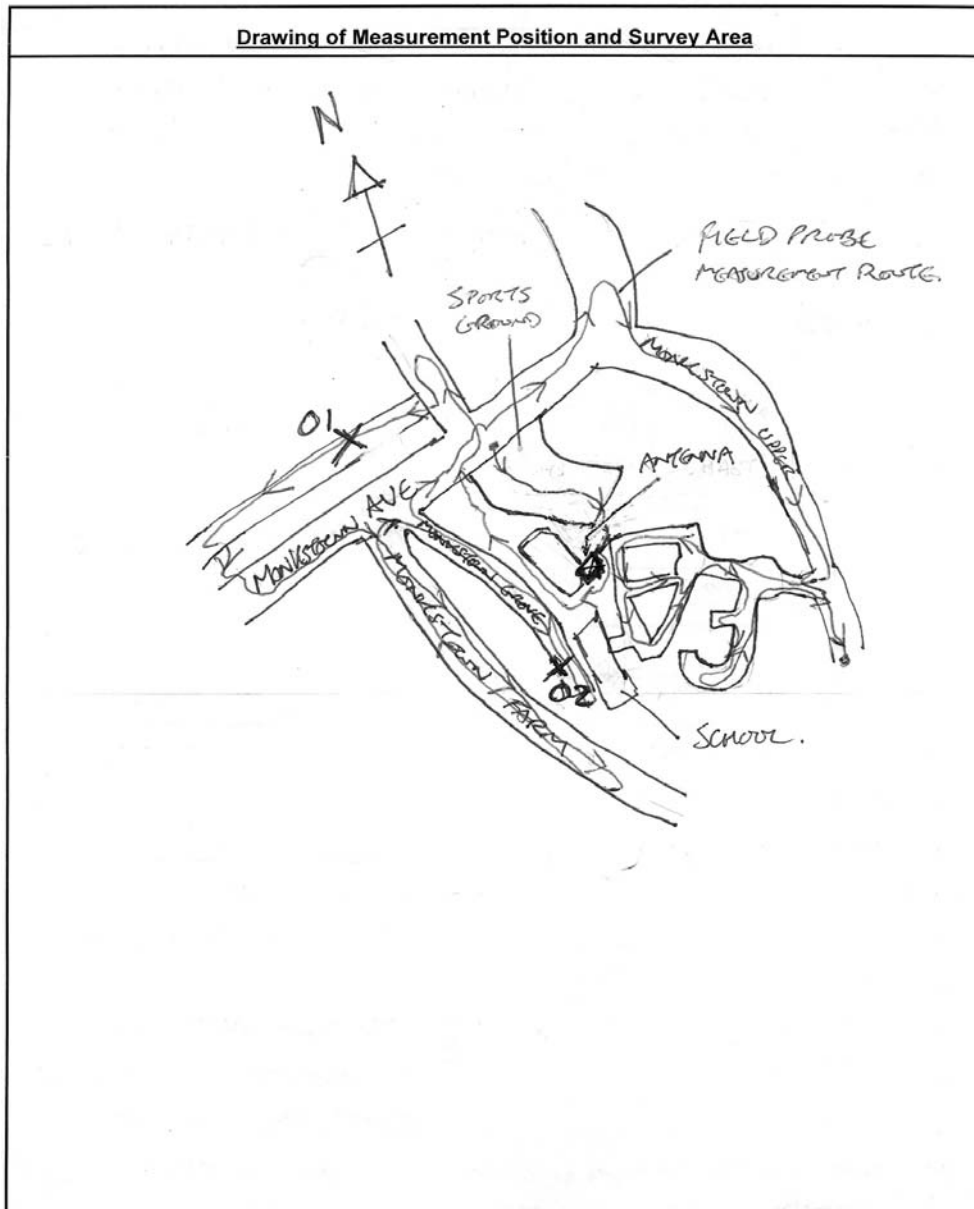 Drawing of Measurement Position and Survey Area
N
FIELD PROBE
MEASUREMENT ROUTE.
SPORTS
GROUND
MONKSTOWN UPPER
01
ANTENNA
MONKSTOWN AVE.
MONKSTOWN GROVE
MONKSTOWN FARM
02
SCHOOL.